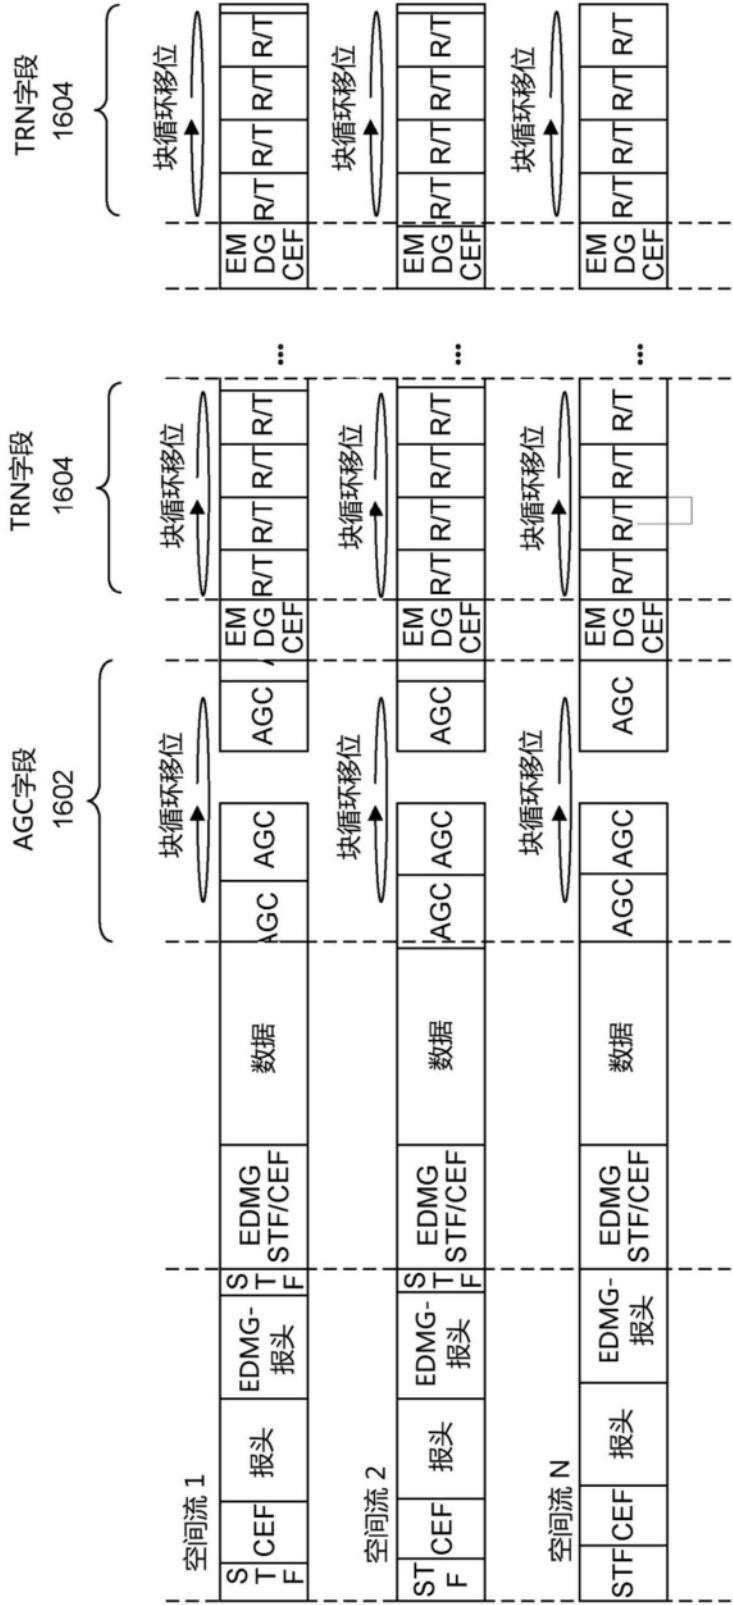 AGC字段
1602
TRN字段
1604
TRN字段
1604
空间流 1
块循环移位
块循环移位
块循环移位
S
T
F
CEF
报头
EDMG-
报头
S
T
F
EDMG
STF/CEF
数据
AGC
AGC
AGC
EM
DG
CEF
R/T
R/T
R/T
R/T
...
EM
DG
CEF
R/T
R/T
R/T
R/T
空间流 2
块循环移位
块循环移位
块循环移位
ST
F
CEF
报头
EDMG-
报头
S
T
F
EDMG
STF/CEF
数据
AGC
AGC
AGC
EM
DG
CEF
R/T
R/T
R/T
R/T
...
EM
DG
CEF
R/T
R/T
R/T
R/T
空间流 N
块循环移位
块循环移位
块循环移位
STF
CEF
报头
EDMG-
报头
EDMG
STF/CEF
数据
AGC
AGC
AGC
EM
DG
CEF
R/T
R/T
R/T
R/T
...
EM
DG
CEF
R/T
R/T
R/T
R/T